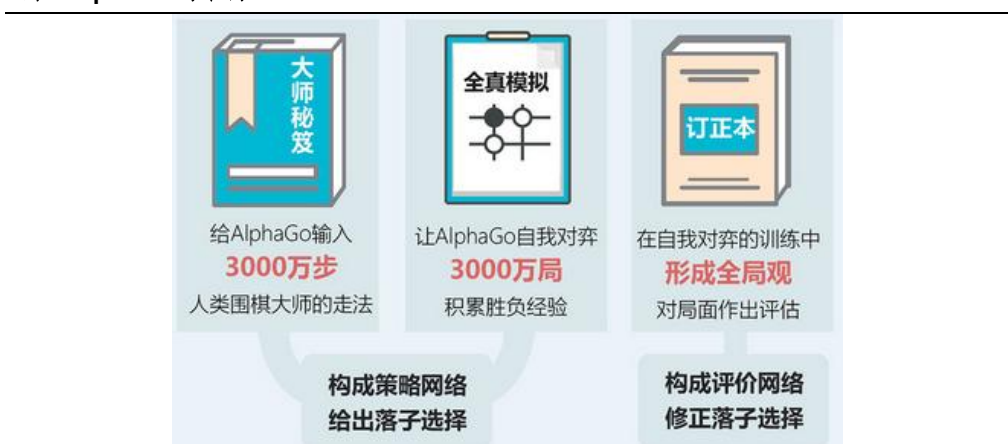 大师秘笈
全真模拟
订正本
给AlphaGo输入
3000万步
人类围棋大师的走法
让AlphaGo自我对弈
3000万局
积累胜负经验
在自我对弈的训练中
形成全局观
对局面作出评估
构成策略网络
给出落子选择
构成评价网络
修正落子选择